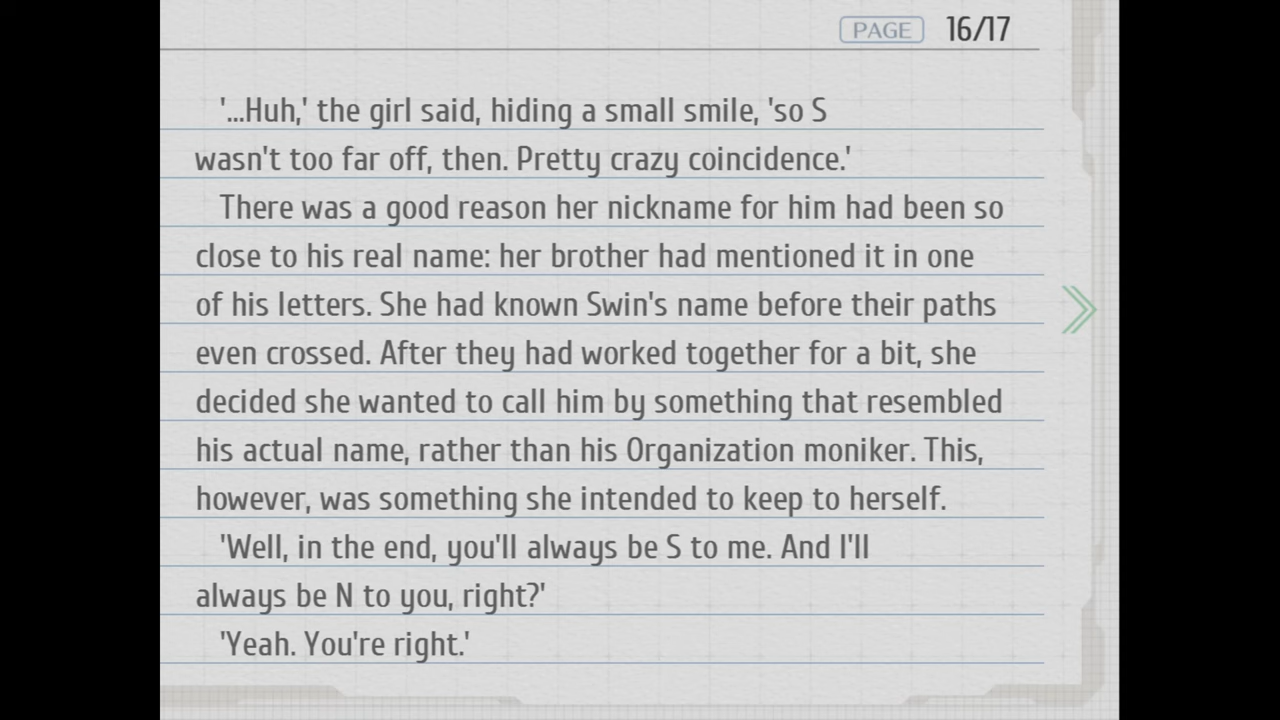 PAGE 16/17
'...Huh,' the girl said, hiding a small smile, 'so S
wasn't too far off, then. Pretty crazy coincidence.'
There was a good reason her nickname for him had been so
close to his real name: her brother had mentioned it in one
of his letters. She had known Swin's name before their paths
even crossed. After they had worked together for a bit, she
decided she wanted to call him by something that resembled
his actual name, rather than his Organization moniker. This,
however, was something she intended to keep to herself.
'Well, in the end, you'll always be S to me. And I'll
always be N to you, right?'
'Yeah. You're right.'